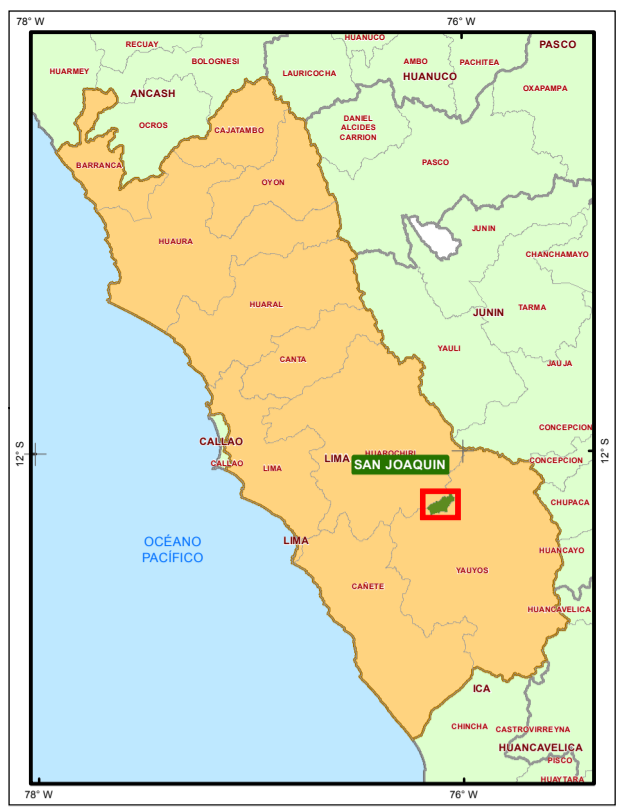 78° W
76° W
HUANUCO
PASCO
RECUAY
BOLOGNESI
HUARMEY
LAURICOCHA
AMBO
PACHITEA
HUANUCO
ANCASH
OXAPAMPA
OCROS
CAJATAMBO
DANIEL
ALCIDES
CARRION
BARRANCA
PASCO
OYON
JUNIN
HUAURA
CHANCHAMAYO
HUARAL
TARMA
JUNIN
YAULI
CANTA
JAUJA
CONCEPCION
CALLAO
12° S
12° S
HUAROCHIRI
LIMA
SAN JOAQUIN
CALLAO
LIMA
CONCEPCION
CHUPACA
OCÉANO
PACÍFICO
LIMA
HUANCAYO
YAUYOS
CAÑETE
HUANCAVELICA
ICA
CHINCHA
CASTROVIRREYNA
HUANCAVELICA
PISCO
HUAYTARA
78° W
76° W